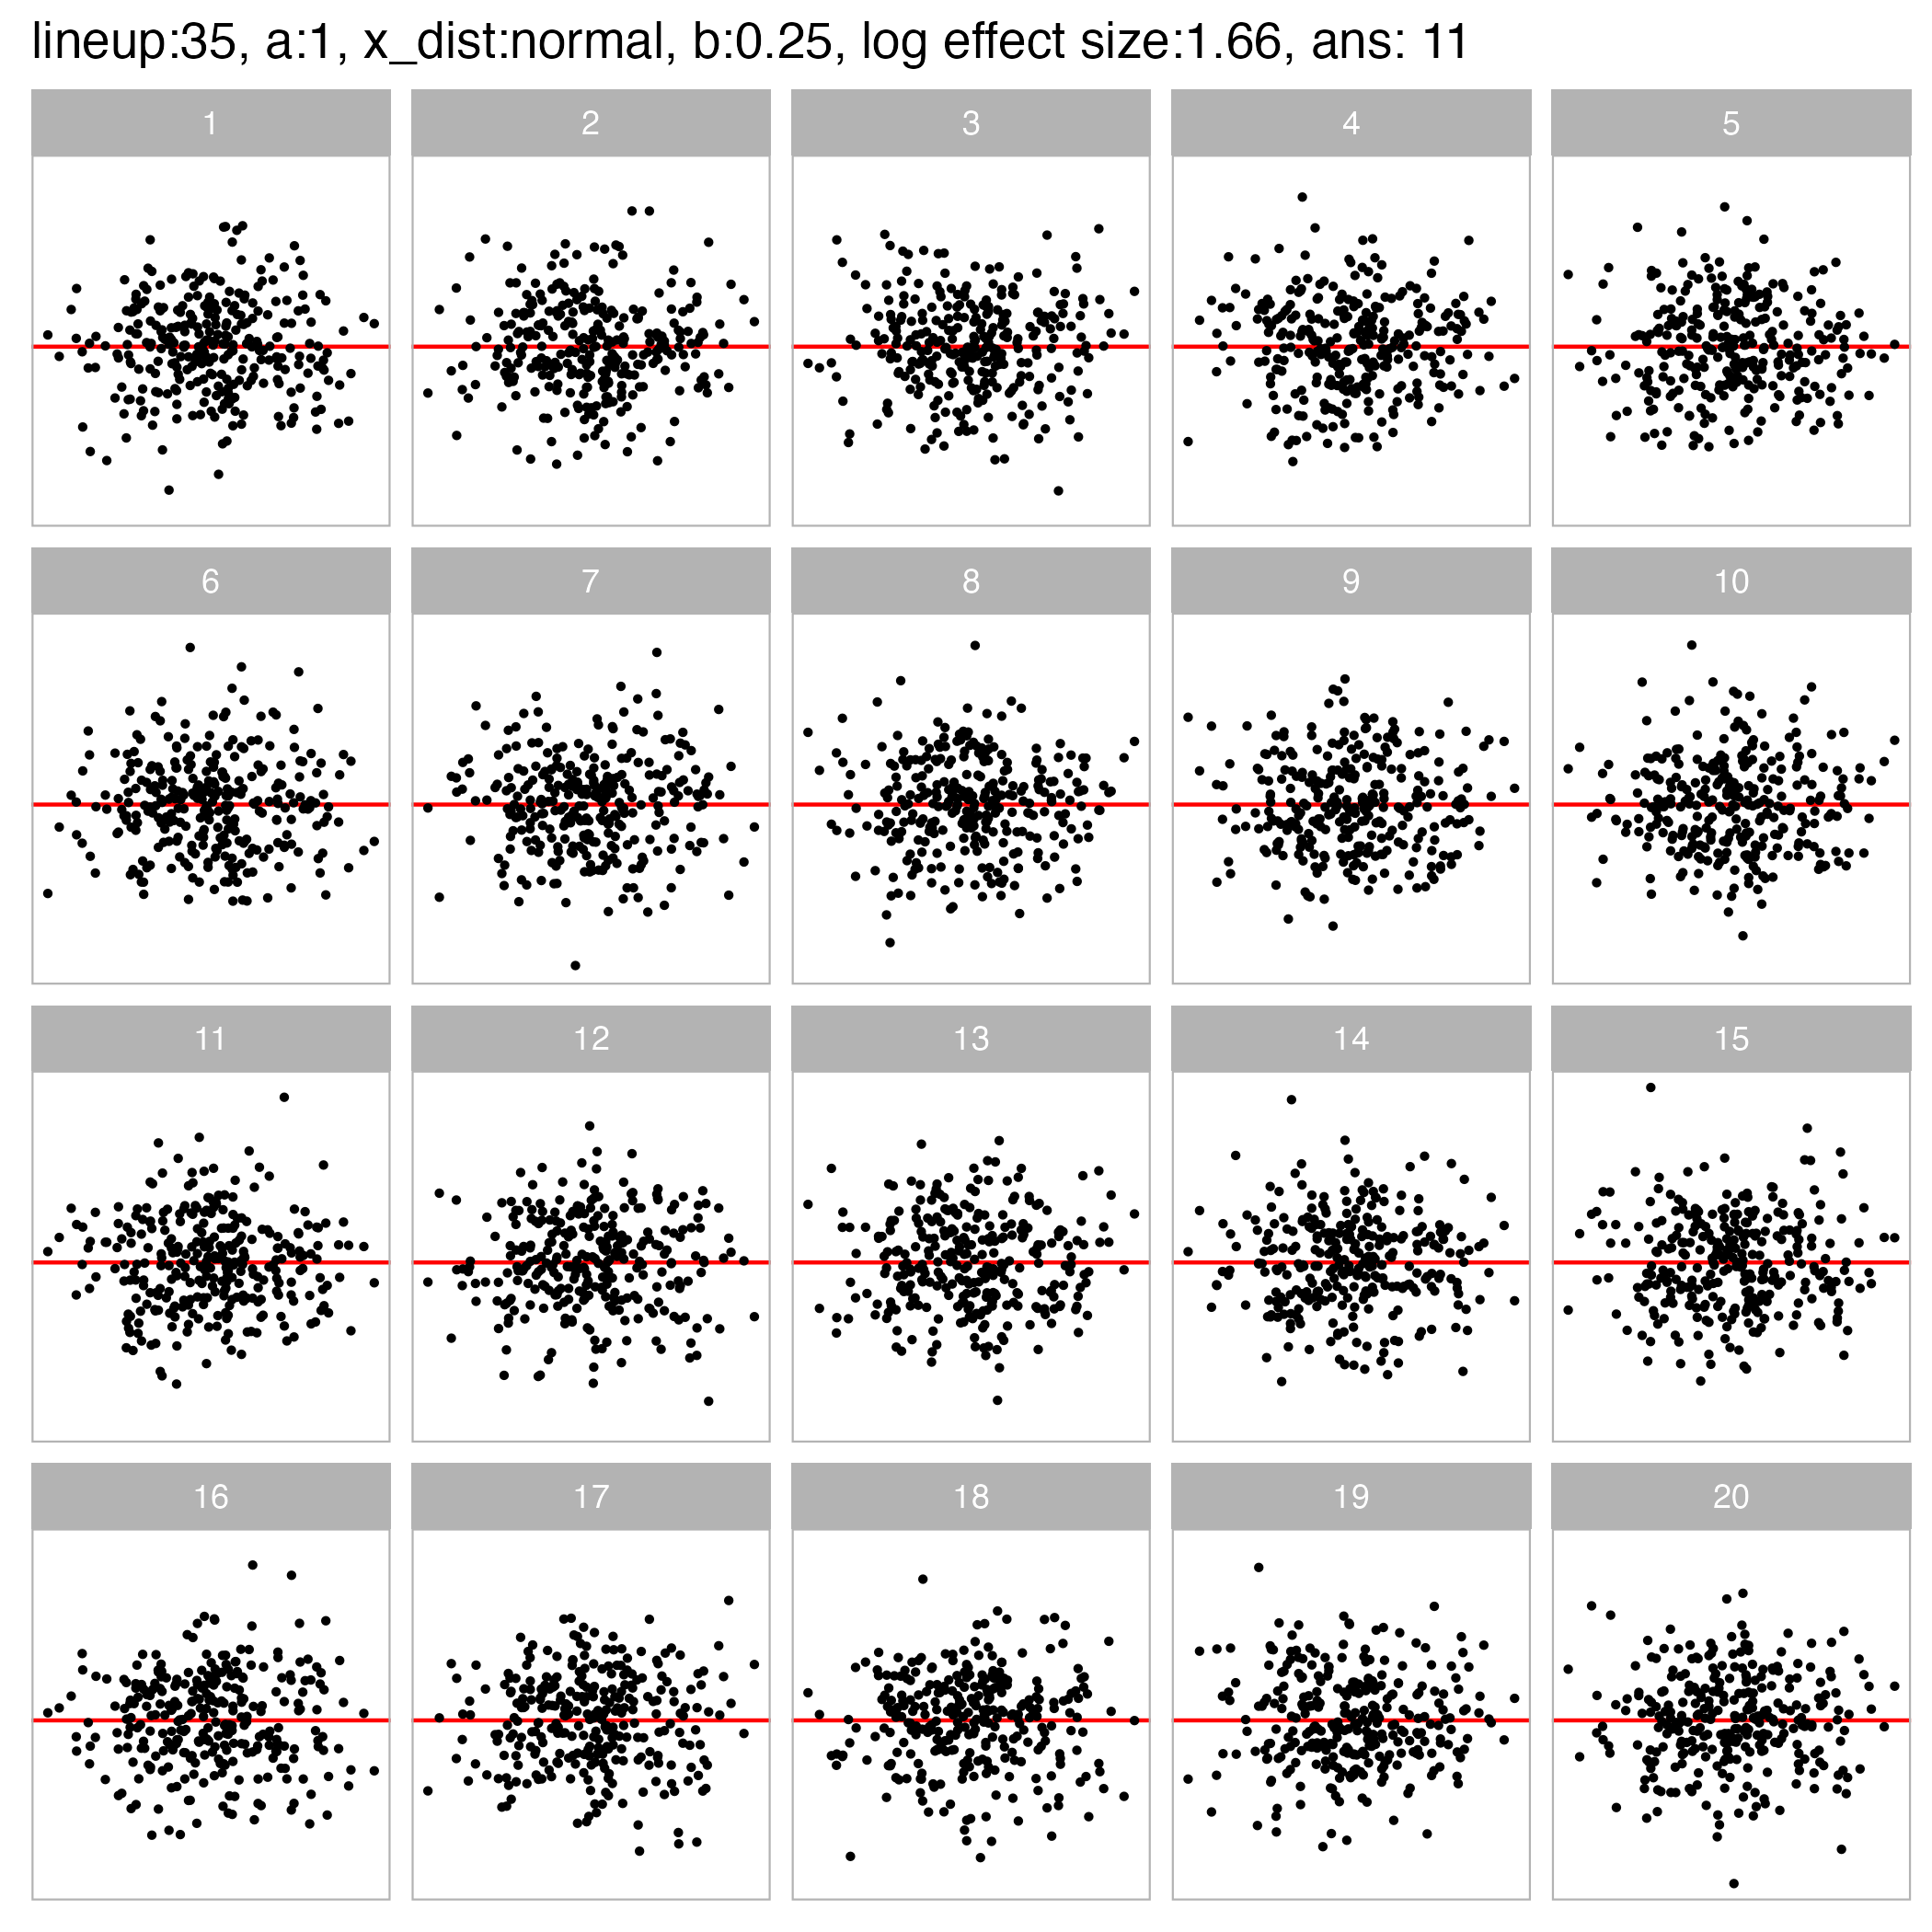 lineup:35, a:1, x_dist:normal, b:0.25, log effect size:1.66, ans: 11
1 2 3 4 5
6 7 8 9 10
11 12 13 14 15
16 17 18 19 20